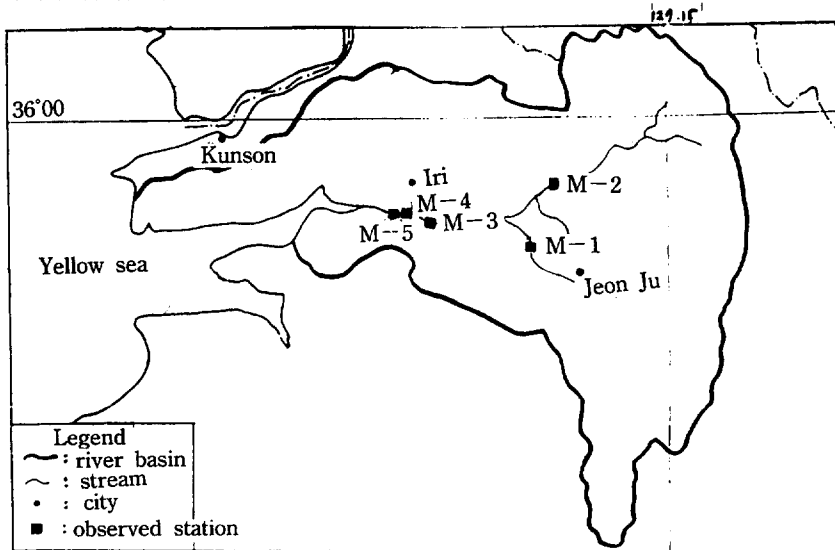 129.15'
36°00
Kunson
Iri
M-2
M-4
M-3
M-5
M-1
Yellow sea
Jeon Ju
Legend
: river basin
: stream
: city
: observed station